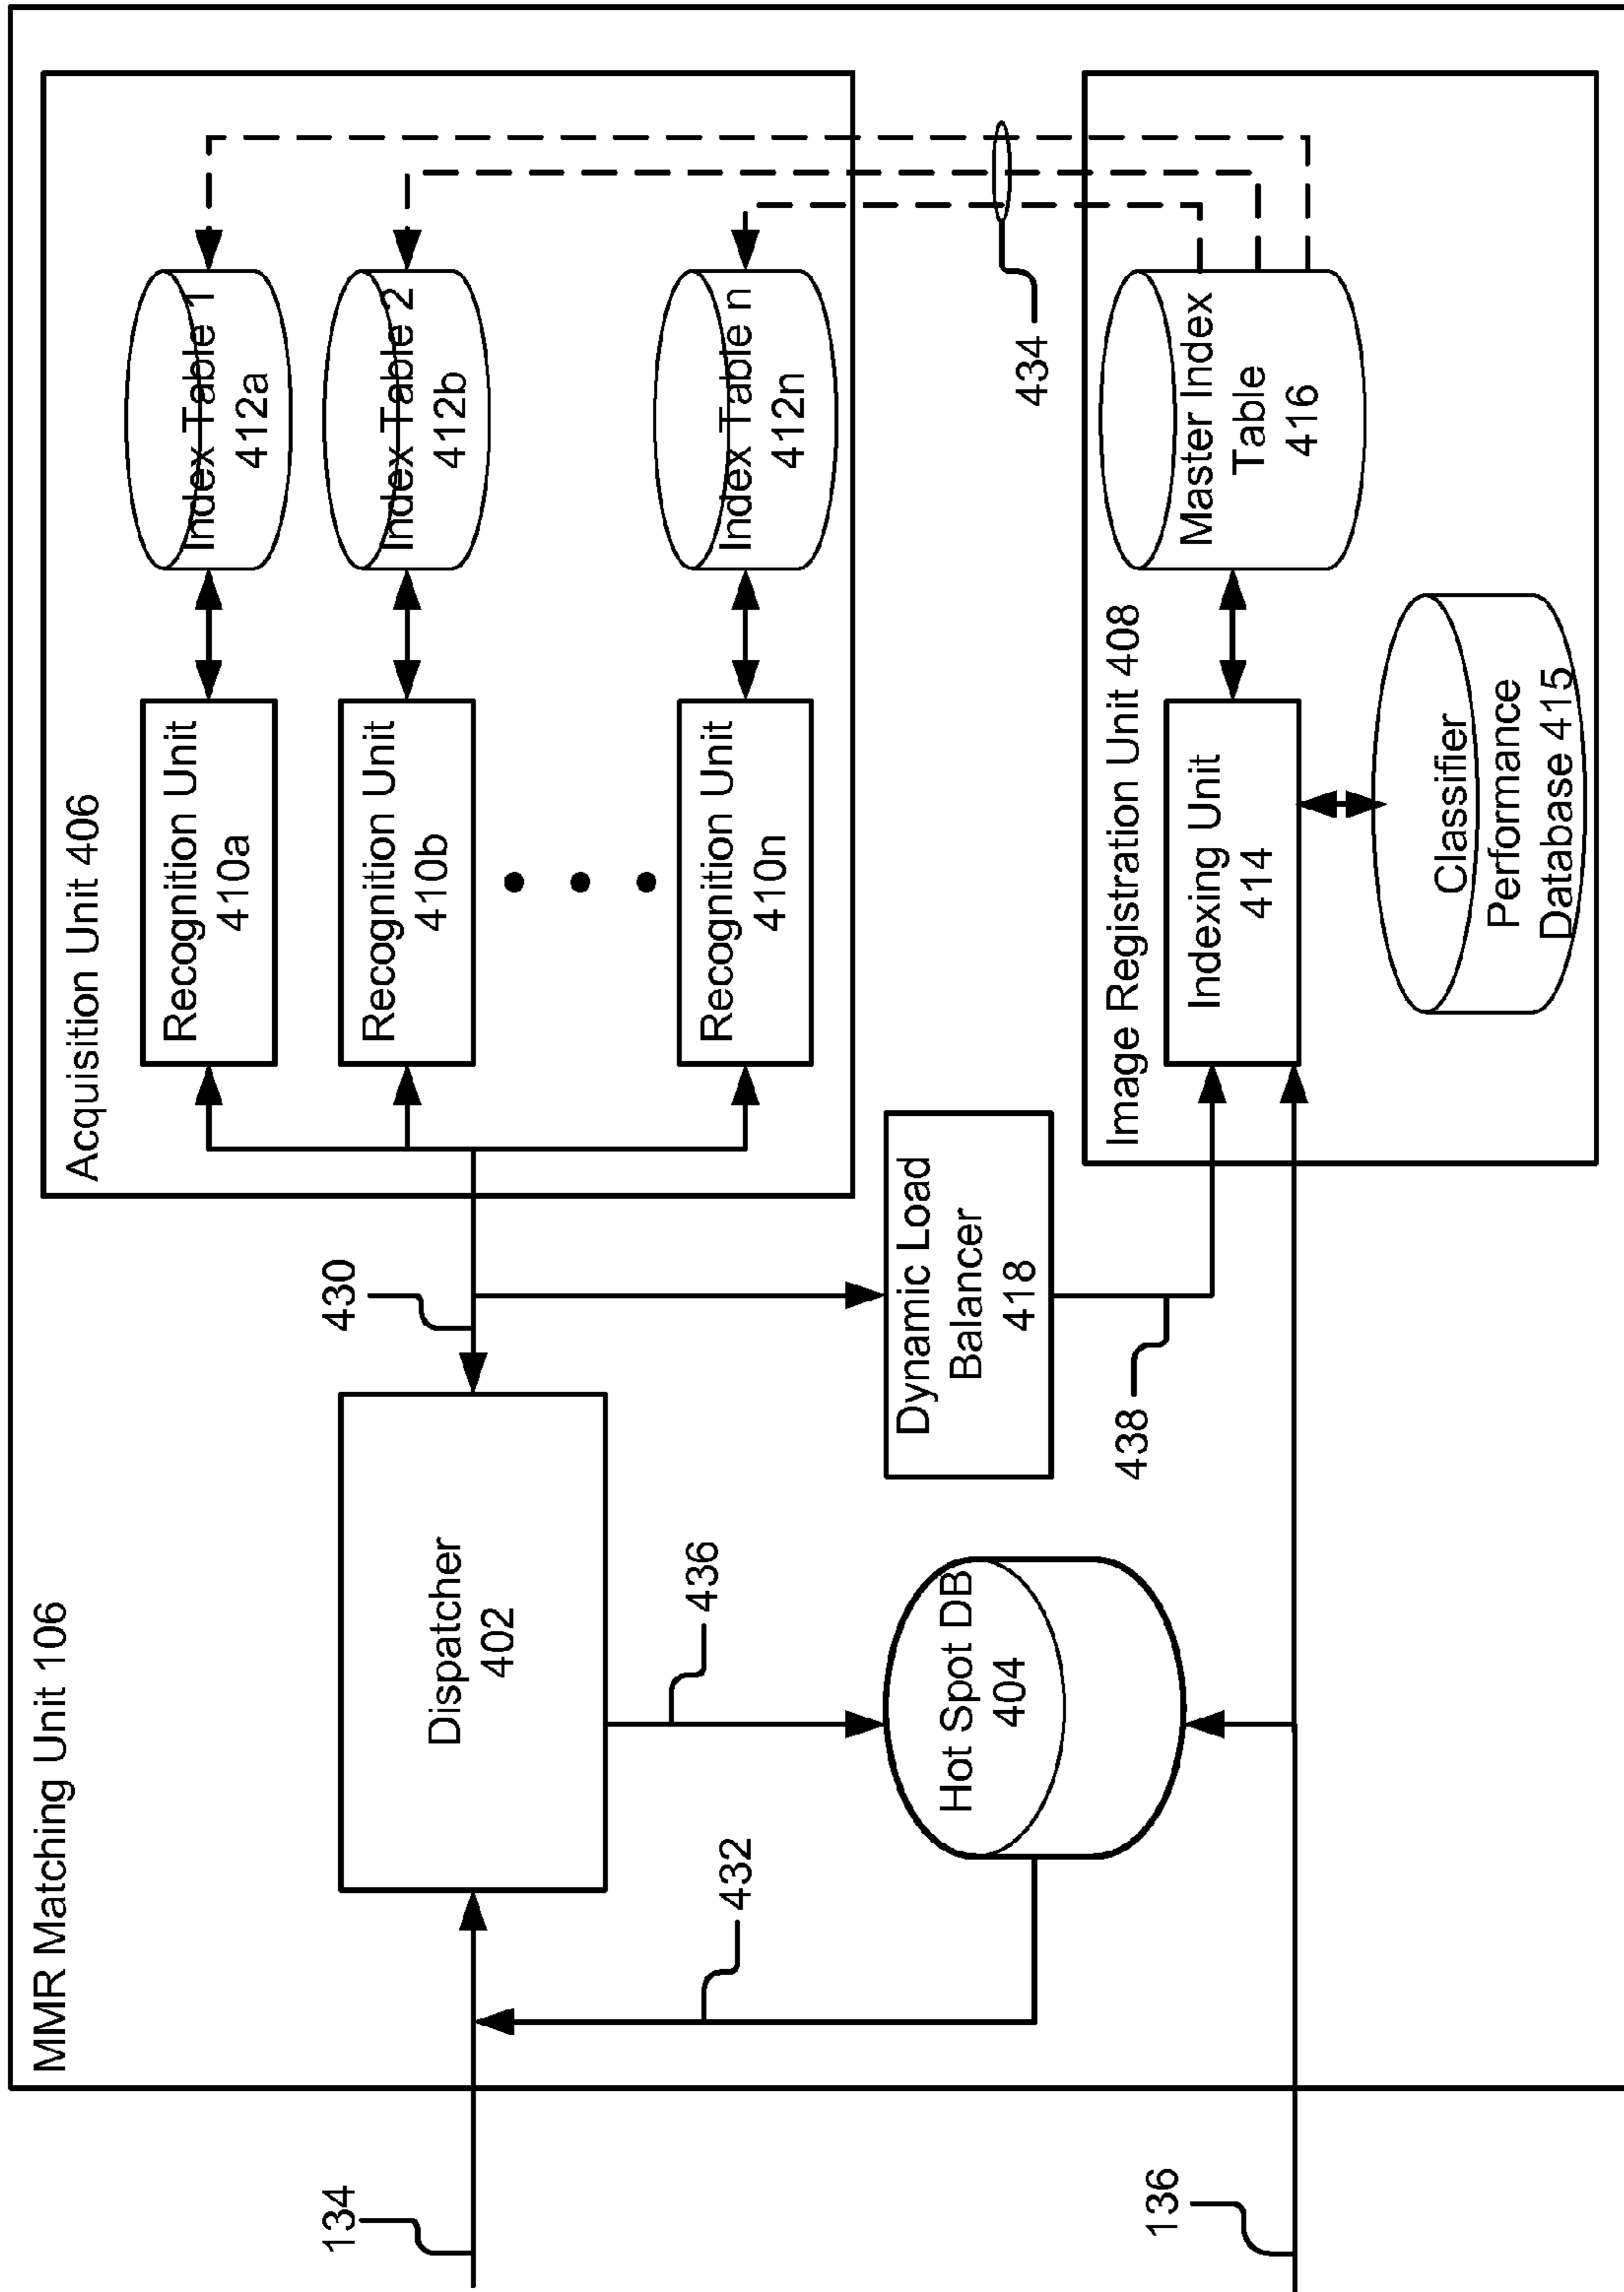 MMR Matching Unit 106
134
Dispatcher
402
432
436
Hot Spot DB
404
430
Acquisition Unit 406
Recognition Unit
410a
Index Table 1
412a
Recognition Unit
410b
Index Table 2
412b
Recognition Unit
410n
Index Table n
412n
Dynamic Load
Balancer
418
438
434
136
Image Registration Unit 408
Indexing Unit
414
Master Index
Table
416
Classifier
Performance
Database 415